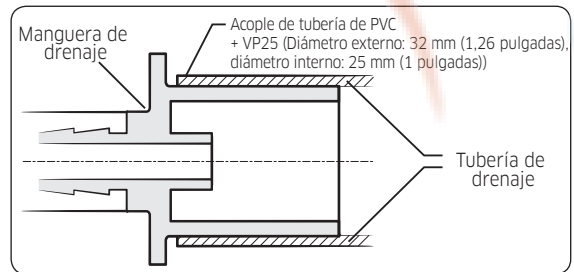 Manguera de
drenaje
Acople de tubería de PVC
+ VP25 (Diámetro externo: 32 mm (1,26 pulgadas),
diámetro interno: 25 mm (1 pulgadas))
Tubería de
drenaje